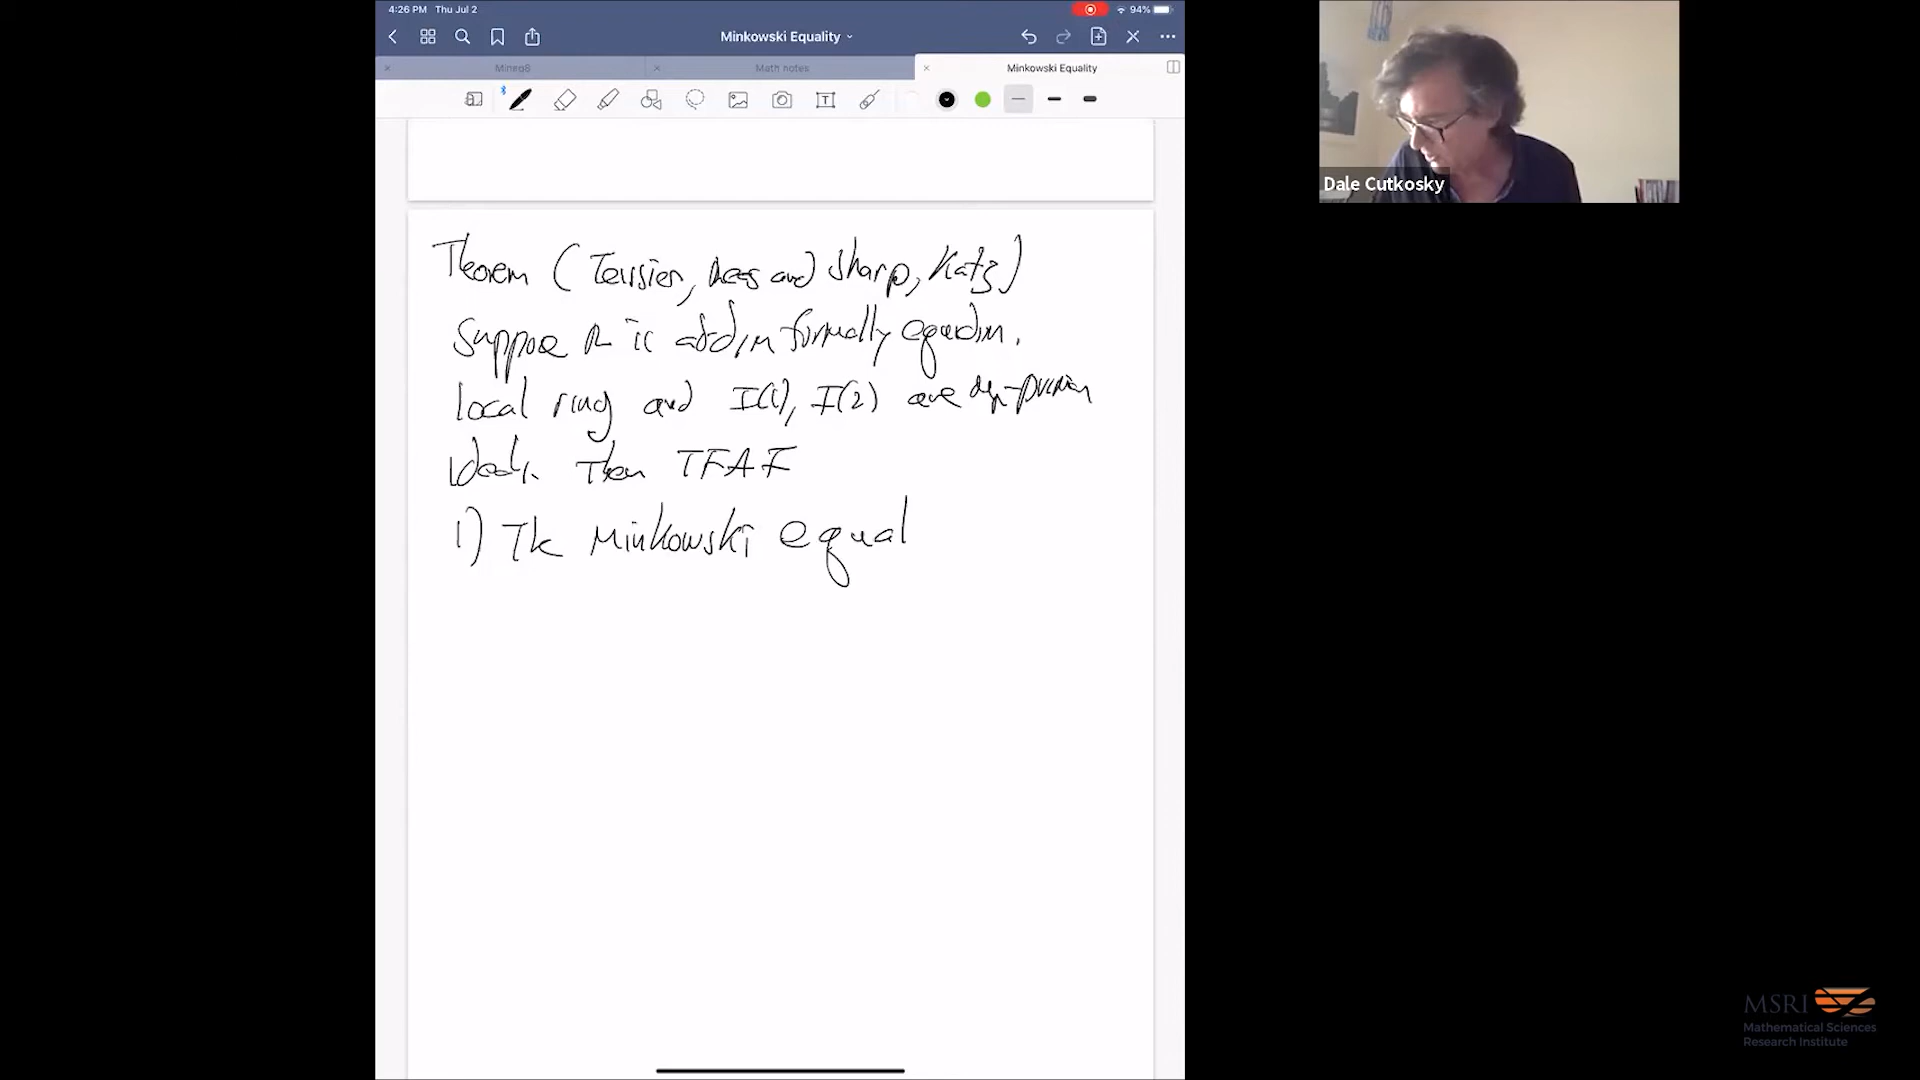 4:26 PM Thu Jul 2
94%
Minkowski Equality
Math notes
Minkowski Equality
Theorem (Teissier, Rees and Sharp, Katz)
Suppose R is a d dim formally equidim.
local ring and I(1), I(2) are m_R-primary
ideals. Then TFAE
1) The Minkowski equal
Dale Cutkosky
MSRI
Mathematical Sciences
Research Institute